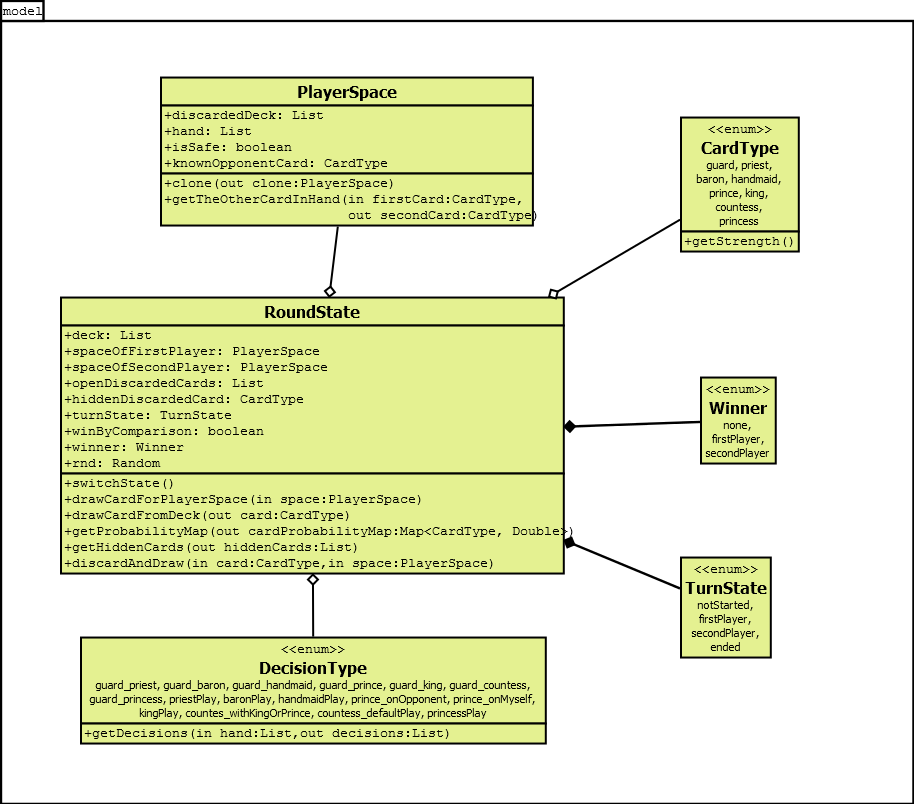 model
PlayerSpace
+discardedDeck: List
+hand: List
+isSafe: boolean
+knownOpponentCard: CardType
+clone(out clone:PlayerSpace)
+getTheOtherCardInHand(in firstCard:CardType,
out secondCard:CardType)
<<enum>>
CardType
guard, priest,
baron, handmaid,
prince, king,
countess,
princess
+getStrength()
RoundState
+deck: List
+spaceOfFirstPlayer: PlayerSpace
+spaceOfSecondPlayer: PlayerSpace
+openDiscardedCards: List
+hiddenDiscardedCard: CardType
+turnState: TurnState
+winByComparison: boolean
+winner: Winner
+rnd: Random
+switchState()
+drawCardForPlayerSpace(in space:PlayerSpace)
+drawCardFromDeck(out card:CardType)
+getProbabilityMap(out cardProbabilityMap:Map<CardType, Double>)
+getHiddenCards(out hiddenCards:List)
+discardAndDraw(in card:CardType,in space:PlayerSpace)
<<enum>>
Winner
none,
firstPlayer,
secondPlayer
<<enum>>
TurnState
notStarted,
firstPlayer,
secondPlayer,
ended
<<enum>>
DecisionType
guard_priest, guard_baron, guard_handmaid, guard_prince, guard_king, guard_countess,
guard_princess, priestPlay, baronPlay, handmaidPlay, prince_onOpponent, prince_onMyself,
kingPlay, countes_withKingOrPrince, countess_defaultPlay, princessPlay
+getDecisions(in hand:List,out decisions:List)